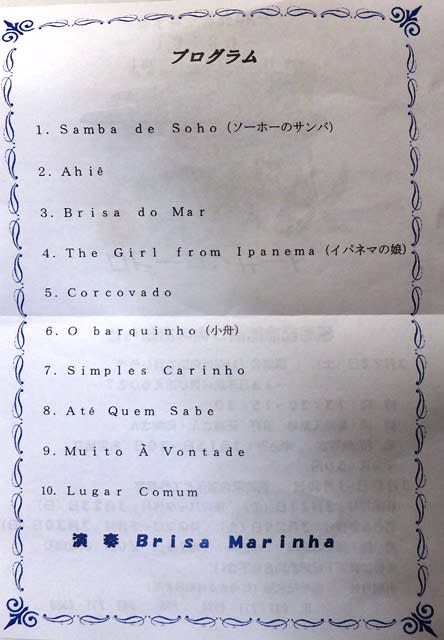 プログラム
1. Samba de Soho (ソーホーのサンバ)
2. Ahiê
3. Brisa do Mar
4. The Girl from Ipanema (イパネマの娘)
5. Corcovado
6. O barquinho (小舟)
7. Simples Carinho
8. Até Quem Sabe
9. Muito À Vontade
10. Lugar Comum
演奏 Brisa Marinha